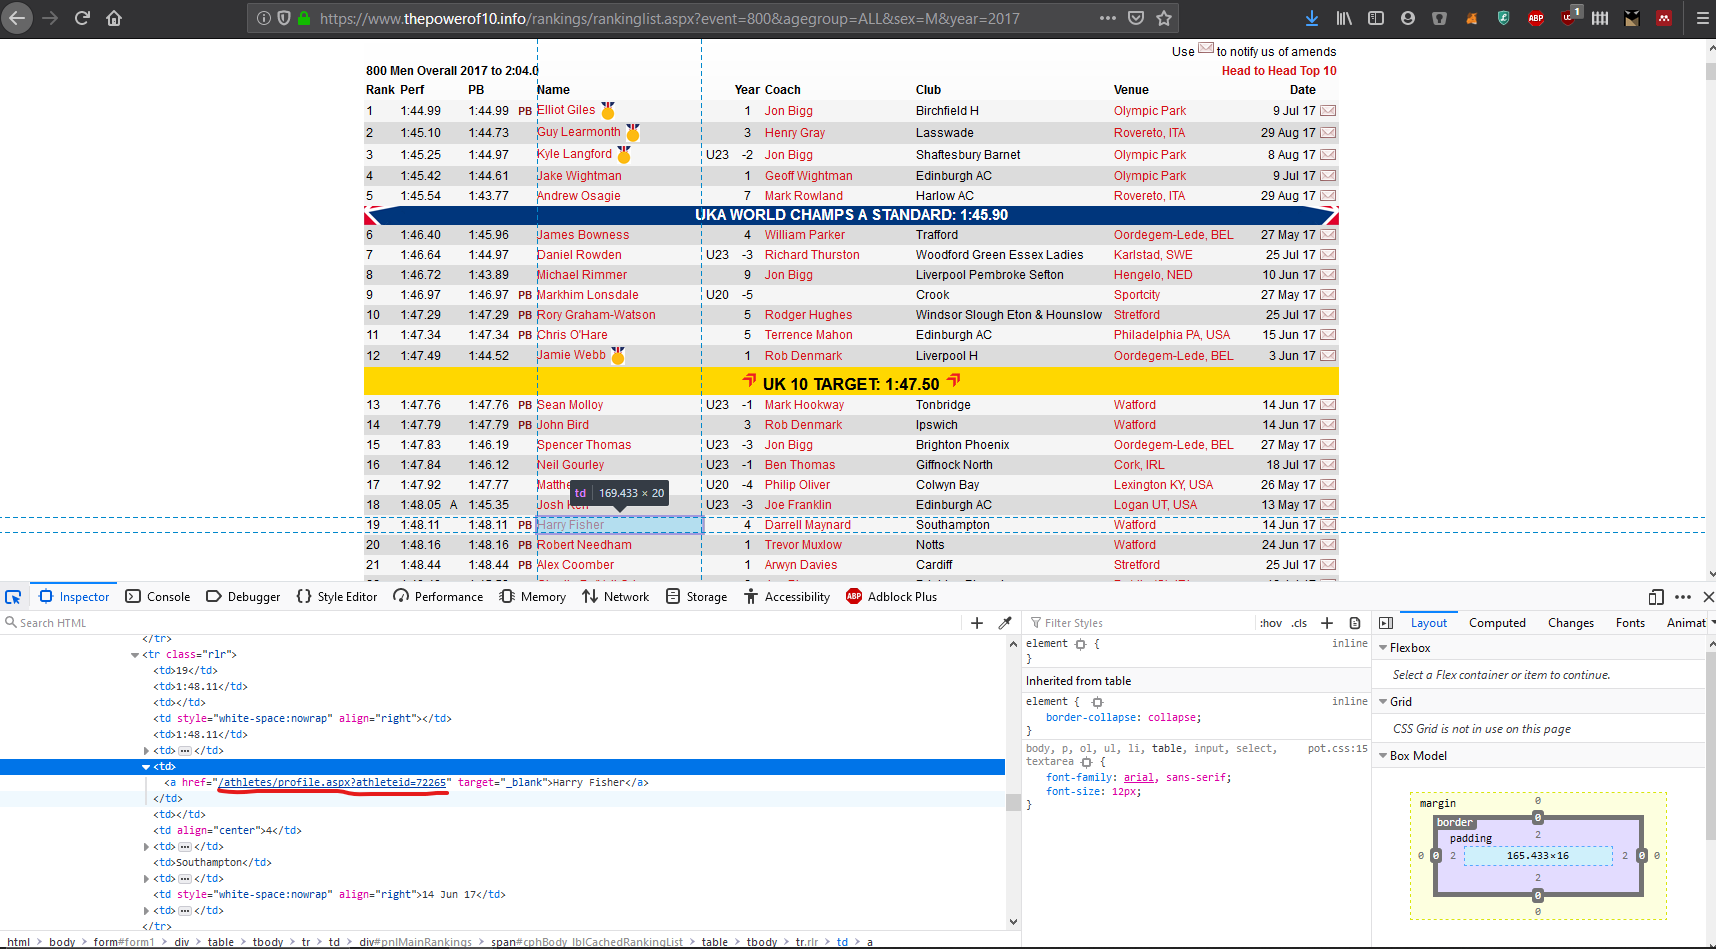 https://www.thepowerof10.info/rankings/rankinglist.aspx?event=800&agegroup=ALL&sex=M&year=2017
Use to notify us of amends
800 Men Overall 2017 to 2:04.0 Head to Head Top 10
Rank Perf PB Name Year Coach Club Venue Date
1 1:44.99 1:44.99 PB Elliot Giles 1 Jon Bigg Birchfield H Olympic Park 9 Jul 17
2 1:45.10 1:44.73 Guy Learmonth 3 Henry Gray Lasswade Rovereto, ITA 29 Aug 17
3 1:45.25 1:44.97 Kyle Langford U23 -2 Jon Bigg Shaftesbury Barnet Olympic Park 8 Aug 17
4 1:45.42 1:44.61 Jake Wightman 1 Geoff Wightman Edinburgh AC Olympic Park 9 Jul 17
5 1:45.54 1:43.77 Andrew Osagie 7 Mark Rowland Harlow AC Rovereto, ITA 29 Aug 17
UKA WORLD CHAMPS A STANDARD: 1:45.90
6 1:46.40 1:45.96 James Bowness 4 William Parker Trafford Oordegem-Lede, BEL 27 May 17
7 1:46.64 1:44.97 Daniel Rowden U23 -3 Richard Thurston Woodford Green Essex Ladies Karlstad, SWE 25 Jul 17
8 1:46.72 1:43.89 Michael Rimmer 9 Jon Bigg Liverpool Pembroke Sefton Hengelo, NED 10 Jun 17
9 1:46.97 1:46.97 PB Markhim Lonsdale U20 -5 Crook Sportcity 27 May 17
10 1:47.29 1:47.29 PB Rory Graham-Watson 5 Rodger Hughes Windsor Slough Eton & Hounslow Stretford 25 Jul 17
11 1:47.34 1:47.34 PB Chris O'Hare 5 Terrence Mahon Edinburgh AC Philadelphia PA, USA 15 Jun 17
12 1:47.49 1:44.52 Jamie Webb 1 Rob Denmark Liverpool H Oordegem-Lede, BEL 3 Jun 17
UK 10 TARGET: 1:47.50
13 1:47.76 1:47.76 PB Sean Molloy U23 -1 Mark Hookway Tonbridge Watford 14 Jun 17
14 1:47.79 1:47.79 PB John Bird 3 Rob Denmark Ipswich Watford 14 Jun 17
15 1:47.83 1:46.19 Spencer Thomas U23 -3 Jon Bigg Brighton Phoenix Oordegem-Lede, BEL 27 May 17
16 1:47.84 1:46.12 Neil Gourley U23 -1 Ben Thomas Giffnock North Cork, IRL 18 Jul 17
17 1:47.92 1:47.77 U20 -4 Philip Oliver Colwyn Bay Lexington KY, USA 26 May 17
td 169.433 × 20
18 1:48.05 A 1:45.35 Josh U23 -3 Joe Franklin Edinburgh AC Logan UT, USA 13 May 17
19 1:48.11 1:48.11 PB Harry Fisher 4 Darrell Maynard Southampton Watford 14 Jun 17
20 1:48.16 1:48.16 PB Robert Needham 1 Trevor Muxlow Notts Watford 24 Jun 17
21 1:48.44 1:48.44 PB Alex Coomber 1 Arwyn Davies Cardiff Stretford 25 Jul 17
Inspector Console Debugger Style Editor Performance Memory Network Storage Accessibility ABP Adblock Plus
Search HTML Filter Styles :hov .cls Layout Computed Changes Fonts Animat
</tr>
<tr class="rlr">
<td>19</td>
<td>1:48.11</td>
<td></td>
<td style="white-space:nowrap" align="right"></td>
<td>1:48.11</td>
<td></td>
<td>
<a href="/athletes/profile.aspx?athleteid=72265" target="_blank">Harry Fisher</a>
</td>
<td></td>
<td align="center">4</td>
<td></td>
<td>Southampton</td>
<td></td>
<td style="white-space:nowrap" align="right">14 Jun 17</td>
<td></td>
</tr>
html body form#form1 div table tbody tr td div#pnlMainRankings span#cphBody_lblCachedRankingList table tbody tr.rlr td a
element { inline
}
Inherited from table
element { inline
border-collapse: collapse;
}
body, p, ol, ul, li, table, input, select, pot.css:15
textarea {
font-family: arial, sans-serif;
font-size: 12px;
}
Flexbox
Select a Flex container or item to continue.
Grid
CSS Grid is not in use on this page
Box Model
margin 0
border 0
padding 2
0 0 2 165.433×16 2 0 0
2
0
0